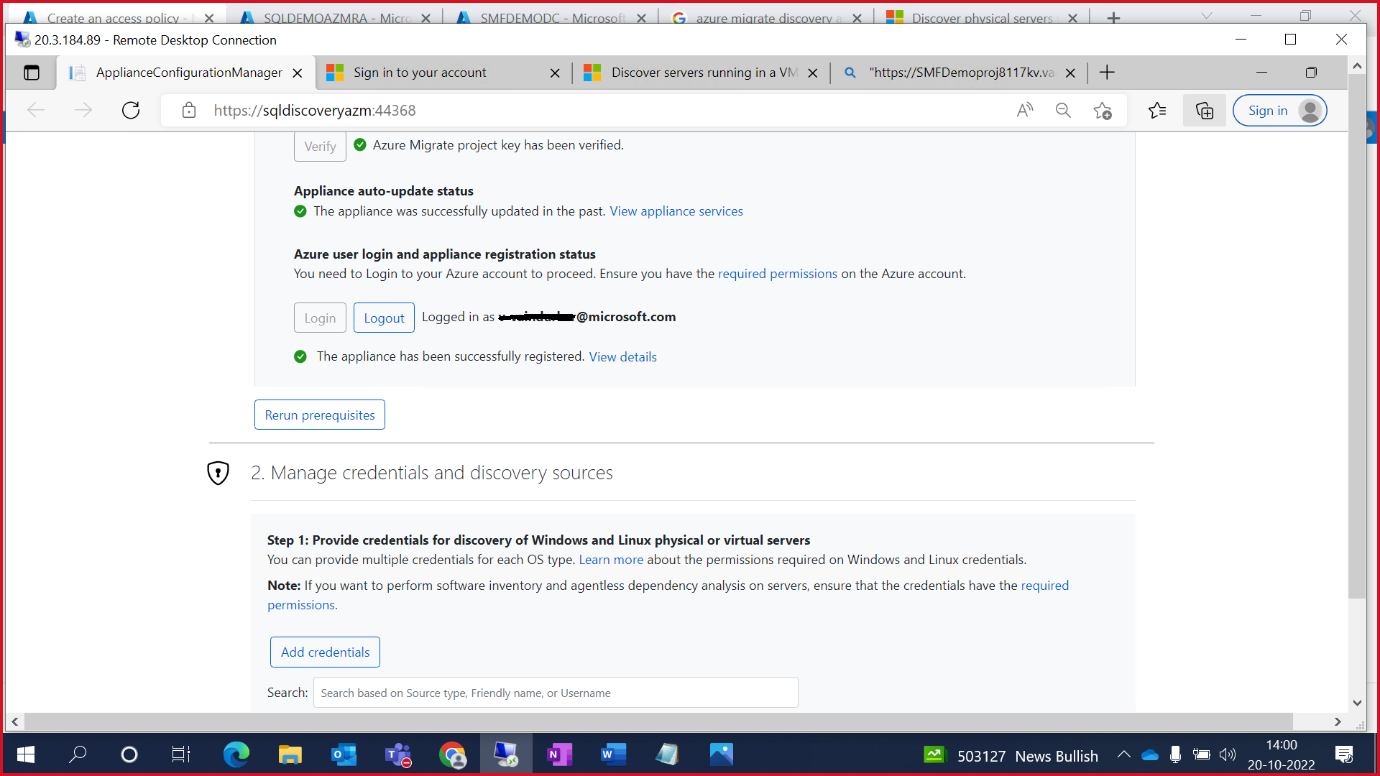 Create an access policy -
SQLDEMOAZMRA - Micro
SMFDEMODC - Microsoft
azure migrate discovery a
Discover physical servers
20.3.184.89 - Remote Desktop Connection
ApplianceConfigurationManager
Sign in to your account
Discover servers running in a VM
"https://SMFDemoproj8117kv.va
https://sqldiscoveryazm:44368
Sign in
Verify
Azure Migrate project key has been verified.
Appliance auto-update status
The appliance was successfully updated in the past. View appliance services
Azure user login and appliance registration status
You need to Login to your Azure account to proceed. Ensure you have the required permissions on the Azure account.
Login
Logout
Logged in as @microsoft.com
The appliance has been successfully registered. View details
Rerun prerequisites
2. Manage credentials and discovery sources
Step 1: Provide credentials for discovery of Windows and Linux physical or virtual servers
You can provide multiple credentials for each OS type. Learn more about the permissions required on Windows and Linux credentials.
Note: If you want to perform software inventory and agentless dependency analysis on servers, ensure that the credentials have the required
permissions.
Add credentials
Search:
Search based on Source type, Friendly name, or Username
503127 News Bullish
14:00
20-10-2022